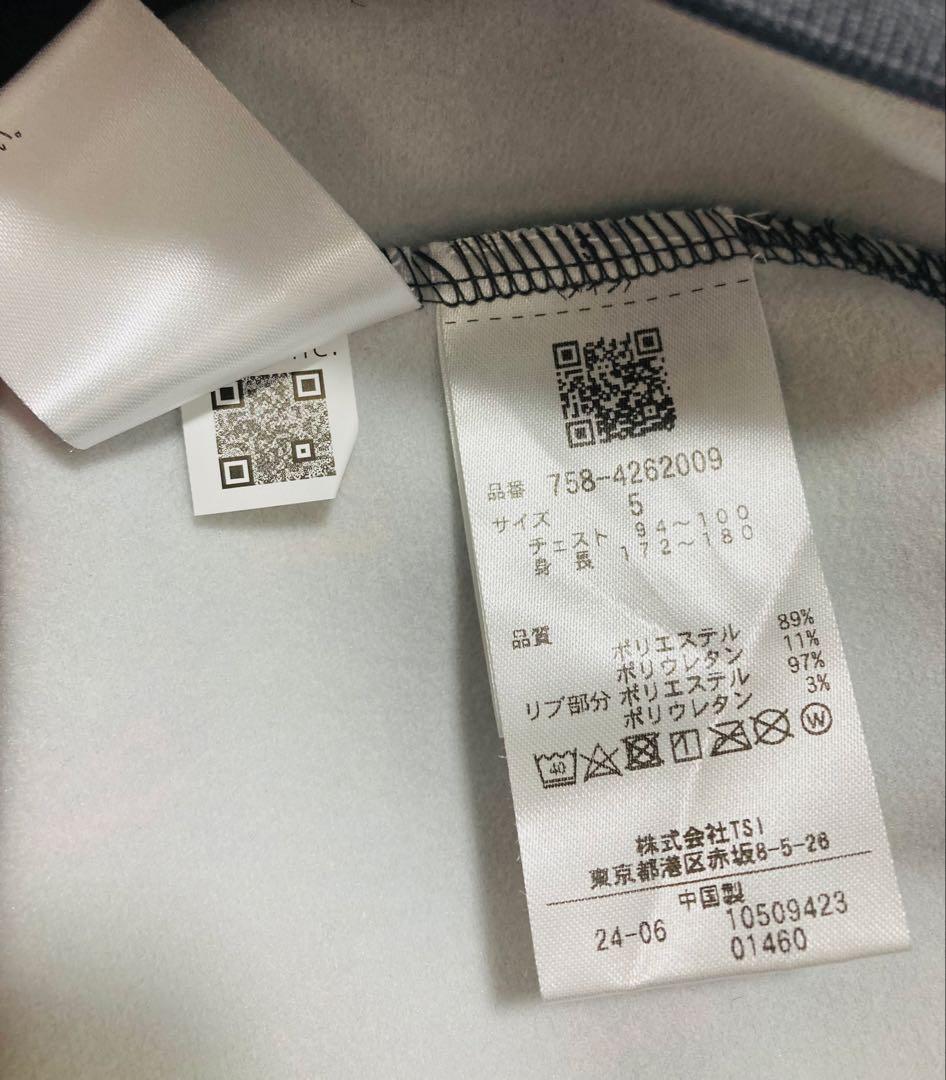 い。
品番 758-4262009
サイズ 5
チェスト 94～100
身長 172～180
品質 ポリエステル 89%
ポリウレタン 11%
リブ部分 ポリエステル 97%
ポリウレタン 3%
40
W
株式会社TSI
東京都港区赤坂8-5-26
中国製
24-06 10509423
01460